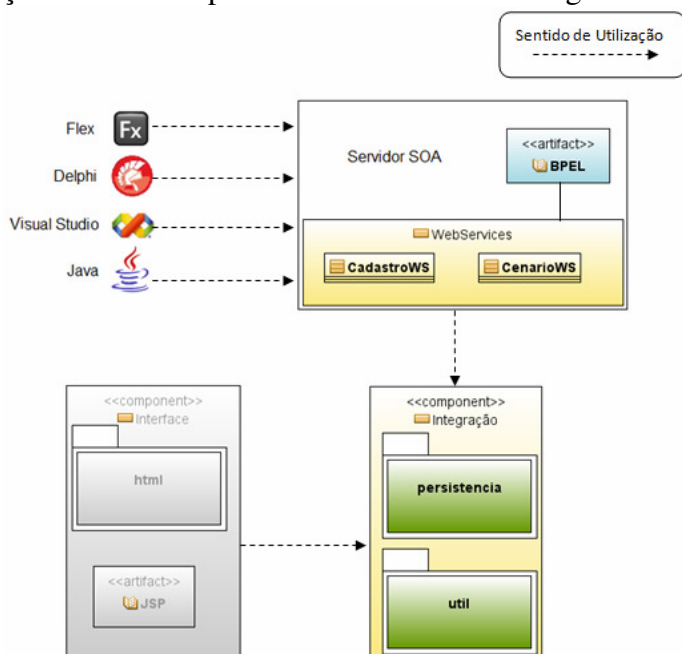 Sentido de Utilização
Flex
Fx
Delphi
Visual Studio
Java
Servidor SOA
<<artifact>>
BPEL
WebServices
CadastroWS
CenarioWS
<<component>>
Interface
html
<<artifact>>
JSP
<<component>>
Integração
persistencia
util